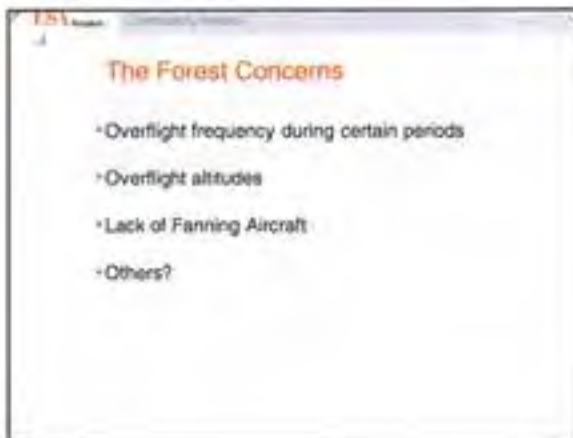 The Forest Concerns
•Overflight frequency during certain periods
•Overflight altitudes
•Lack of Fanning Aircraft
•Others?